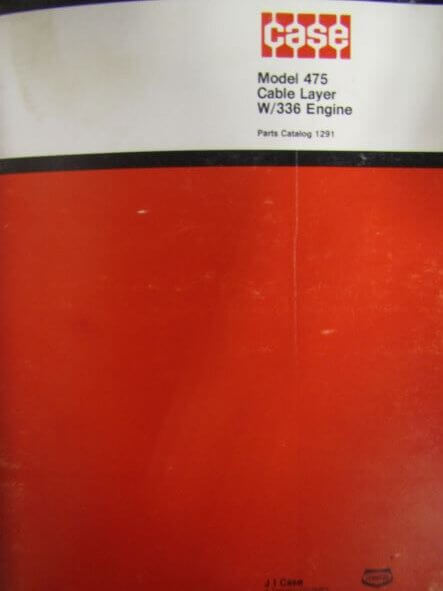 case
Model 475
Cable Layer
W/336 Engine
Parts Catalog 1291
J I Case